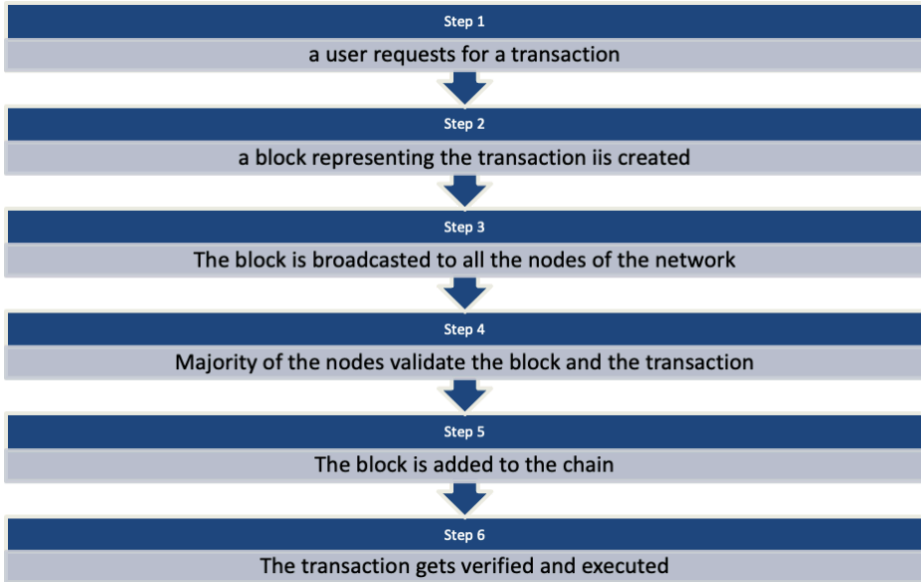 Step 1
a user requests for a transaction
Step 2
a block representing the transaction iis created
Step 3
The block is broadcasted to all the nodes of the network
Step 4
Majority of the nodes validate the block and the transaction
Step 5
The block is added to the chain
Step 6
The transaction gets verified and executed